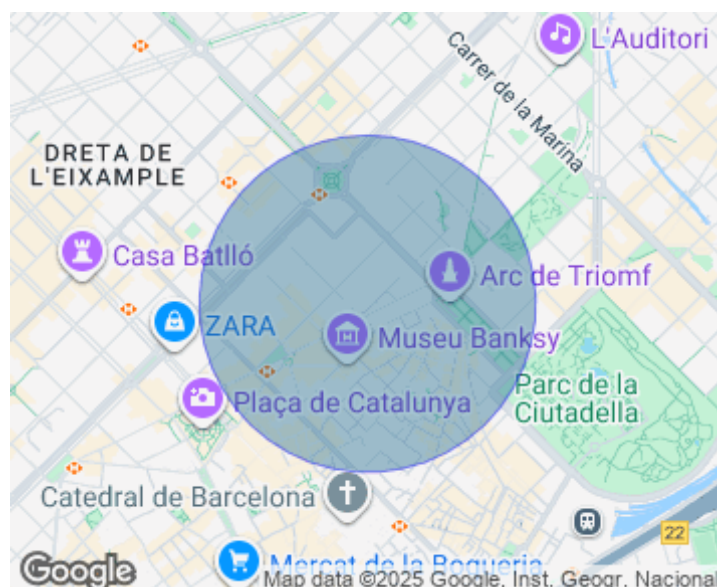 L'Auditori
Carrer de la Marina
DRETA DE
L'EIXAMPLE
Casa Batlló
Arc de Triomf
ZARA
Museu Banksy
Plaça de Catalunya
Parc de la
Ciutadella
Catedral de Barcelona
22
Google
Mercat de la Boqueria
Map data ©2025 Google, Inst. Geogr. Nacional